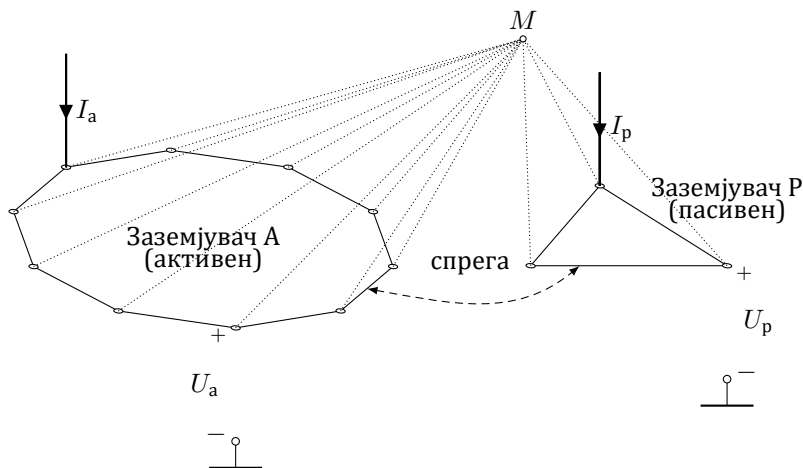 M
I_a
I_p
Заземјувач P
(пасивен)
Заземјувач А
(активен)
спрега
+
U_p
+
U_a
−
−